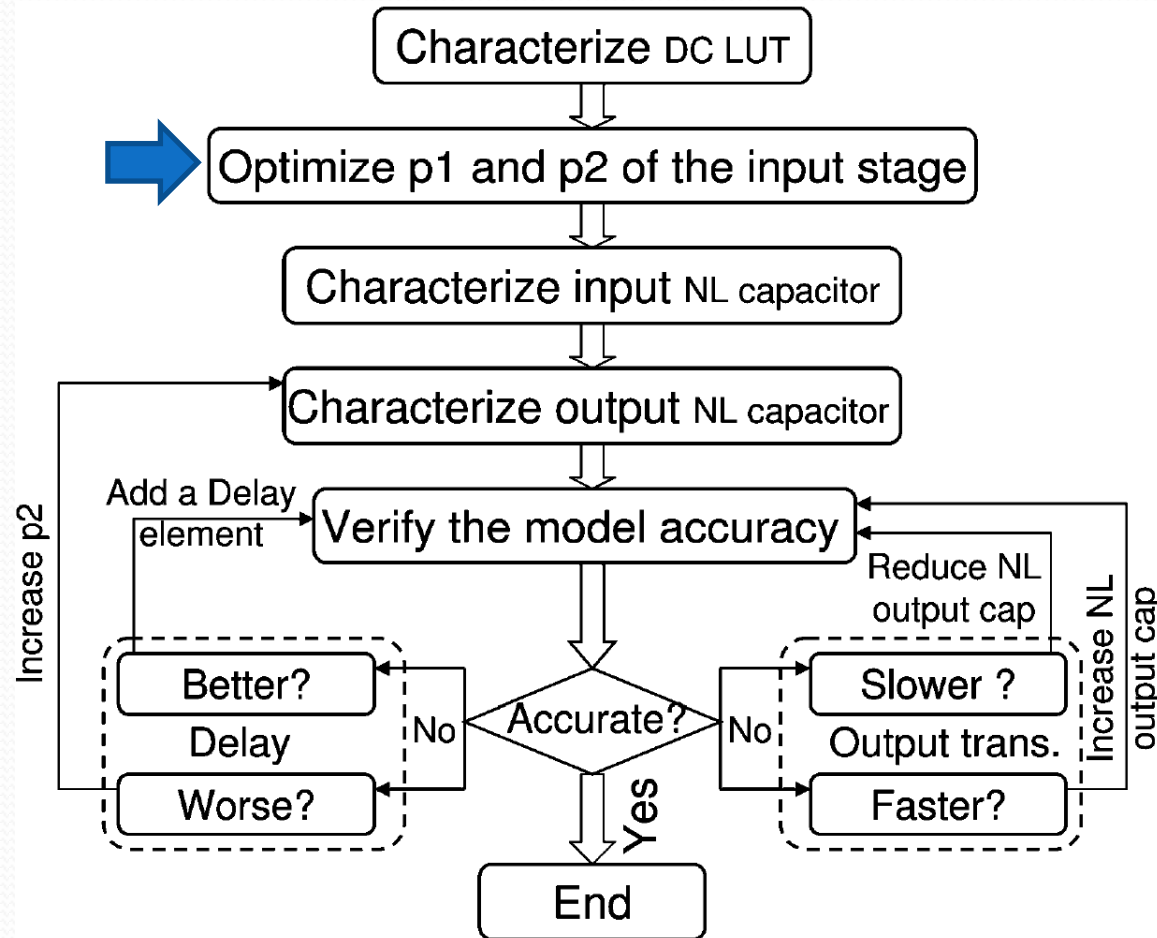 Characterize DC LUT
Optimize p1 and p2 of the input stage
Characterize input NL capacitor
Characterize output NL capacitor
Add a Delay
element
Verify the model accuracy
Increase p2
Reduce NL
output cap
Increase NL
output cap
Better?
Delay
Worse?
No
Accurate?
No
Slower ?
Output trans.
Faster?
Yes
End